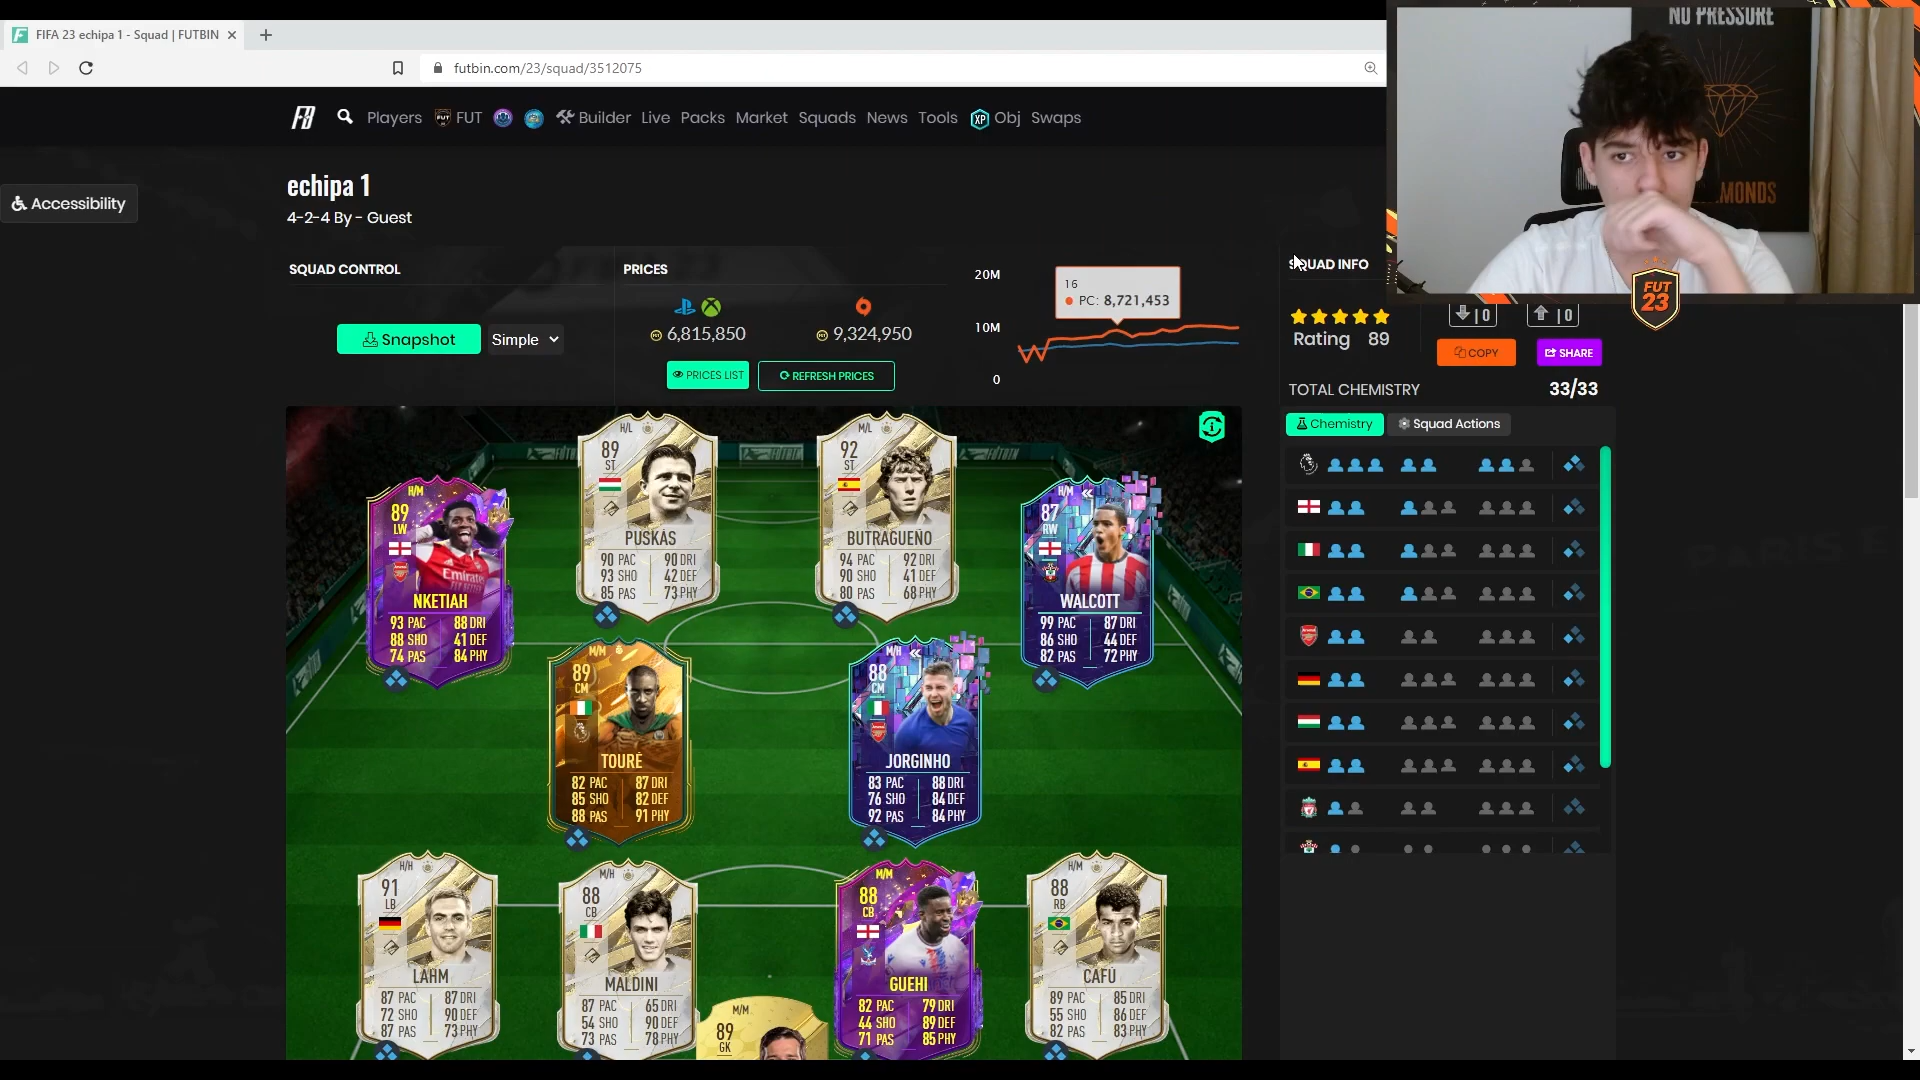 FIFA 23 echipa 1 - Squad | FUTBIN
futbin.com/23/squad/3512075
NO PRESSURE
MONDS
FUT
23
Players FUT Builder Live Packs Market Squads News Tools XP Obj Swaps
Accessibility
echipa 1
4-2-4 By - Guest
SQUAD CONTROL
Snapshot
Simple
PRICES
6,815,850
9,324,950
PRICES LIST
REFRESH PRICES
20M
10M
0
16
PC: 8,721,453
SQUAD INFO
Rating 89
| 0
| 0
COPY
SHARE
TOTAL CHEMISTRY 33/33
Chemistry
Squad Actions
H/M
89
LW
NKETIAH
93 PAC 88 DRI
88 SHO 41 DEF
74 PAS 84 PHY
H/L
89
ST
PUSKÁS
90 PAC 90 DRI
93 SHO 42 DEF
85 PAS 73 PHY
M/L
92
ST
BUTRAGUEÑO
94 PAC 92 DRI
90 SHO 41 DEF
80 PAS 68 PHY
H/M
87
RW
WALCOTT
99 PAC 87 DRI
86 SHO 44 DEF
82 PAS 72 PHY
M/M
89
CM
TOURÉ
82 PAC 87 DRI
85 SHO 82 DEF
88 PAS 91 PHY
M/H
88
CM
JORGINHO
83 PAC 88 DRI
76 SHO 84 DEF
92 PAS 84 PHY
H/H
91
LB
LAHM
87 PAC 87 DRI
72 SHO 90 DEF
87 PAS 73 PHY
M/H
88
CB
MALDINI
87 PAC 65 DRI
54 SHO 90 DEF
73 PAS 78 PHY
M/M
89
GK
M/M
88
CB
GUEHI
82 PAC 79 DRI
44 SHO 89 DEF
71 PAS 85 PHY
H/M
88
RB
CAFÚ
89 PAC 85 DRI
55 SHO 86 DEF
82 PAS 83 PHY